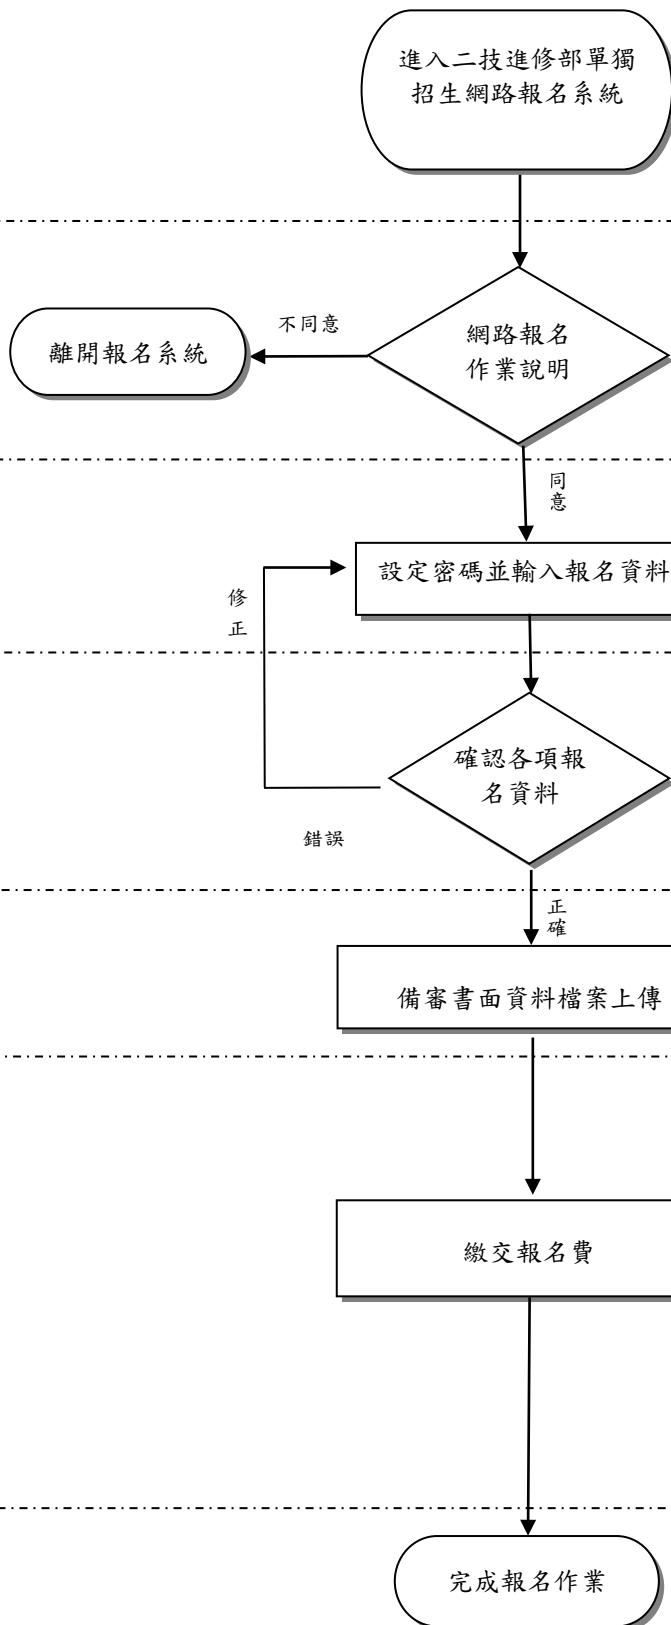 進入二技進修部單獨
招生網路報名系統
不同意
離開報名系統
網路報名
作業說明
同
意
設定密碼並輸入報名資料
修
正
確認各項報
名資料
錯誤
正
確
備審書面資料檔案上傳
繳交報名費
完成報名作業